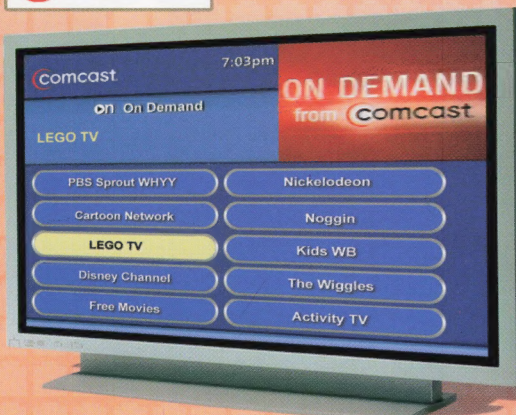 comcast.
7:03pm
On On Demand
LEGO TV
ON DEMAND
from comcast.
PBS Sprout WHYY
Nickelodeon
Cartoon Network
Noggin
LEGO TV
Kids WB
Disney Channel
The Wiggles
Free Movies
Activity TV